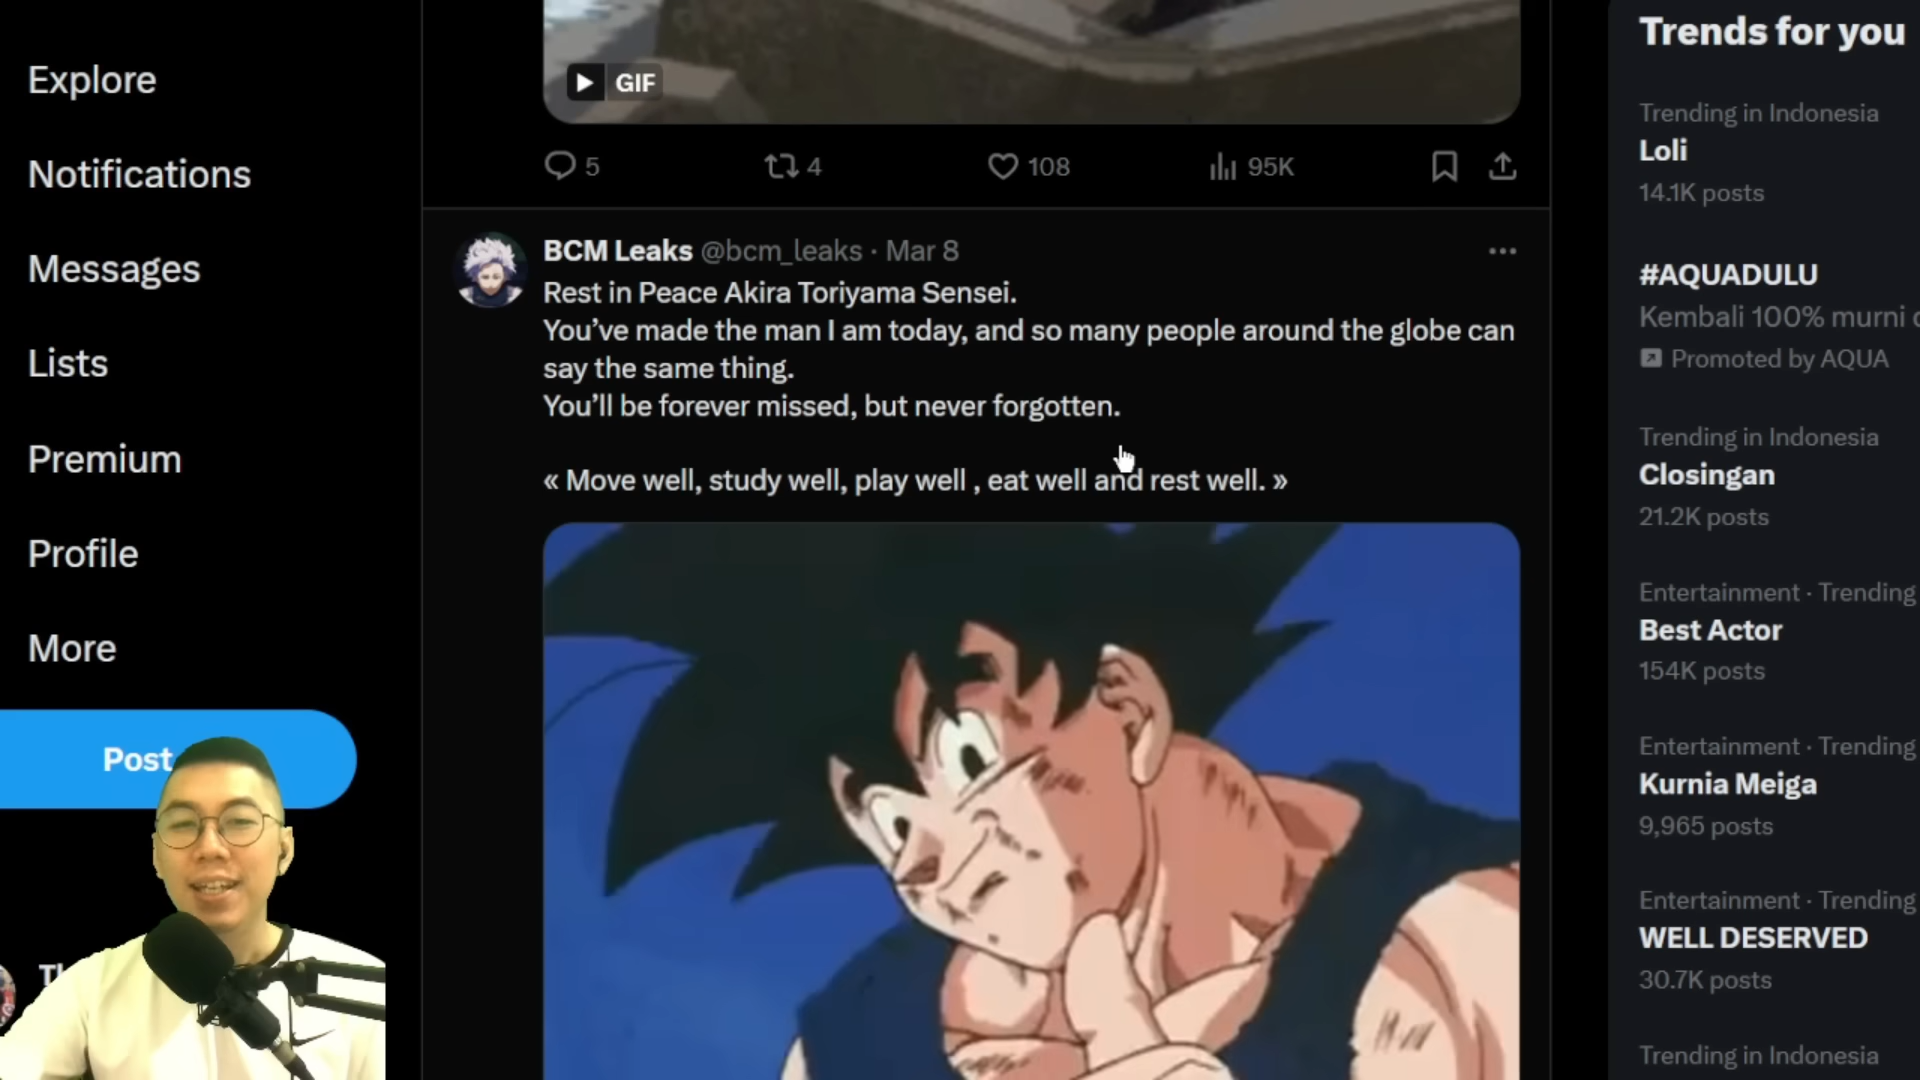 Explore
Notifications
Messages
Lists
Premium
Profile
More
Post
GIF
5
4
108
95K
BCM Leaks @bcm_leaks · Mar 8
Rest in Peace Akira Toriyama Sensei.
You’ve made the man I am today, and so many people around the globe can
say the same thing.
You’ll be forever missed, but never forgotten.
« Move well, study well, play well , eat well and rest well. »
Trends for you
Trending in Indonesia
Loli
14.1K posts
#AQUADULU
Kembali 100% murni
Promoted by AQUA
Trending in Indonesia
Closingan
21.2K posts
Entertainment · Trending
Best Actor
154K posts
Entertainment · Trending
Kurnia Meiga
9,965 posts
Entertainment · Trending
WELL DESERVED
30.7K posts
Trending in Indonesia